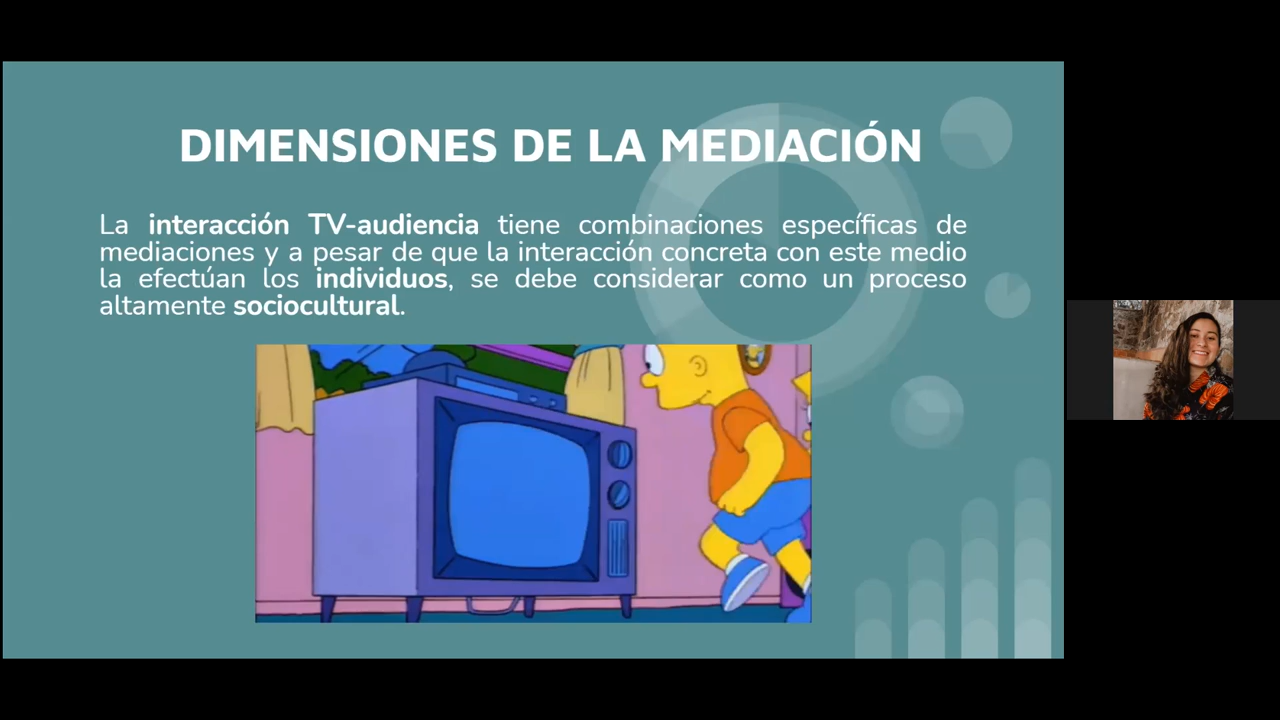 DIMENSIONES DE LA MEDIACIÓN
La interacción TV-audiencia tiene combinaciones específicas de
mediaciones y a pesar de que la interacción concreta con este medio
la efectúan los individuos, se debe considerar como un proceso
altamente sociocultural.